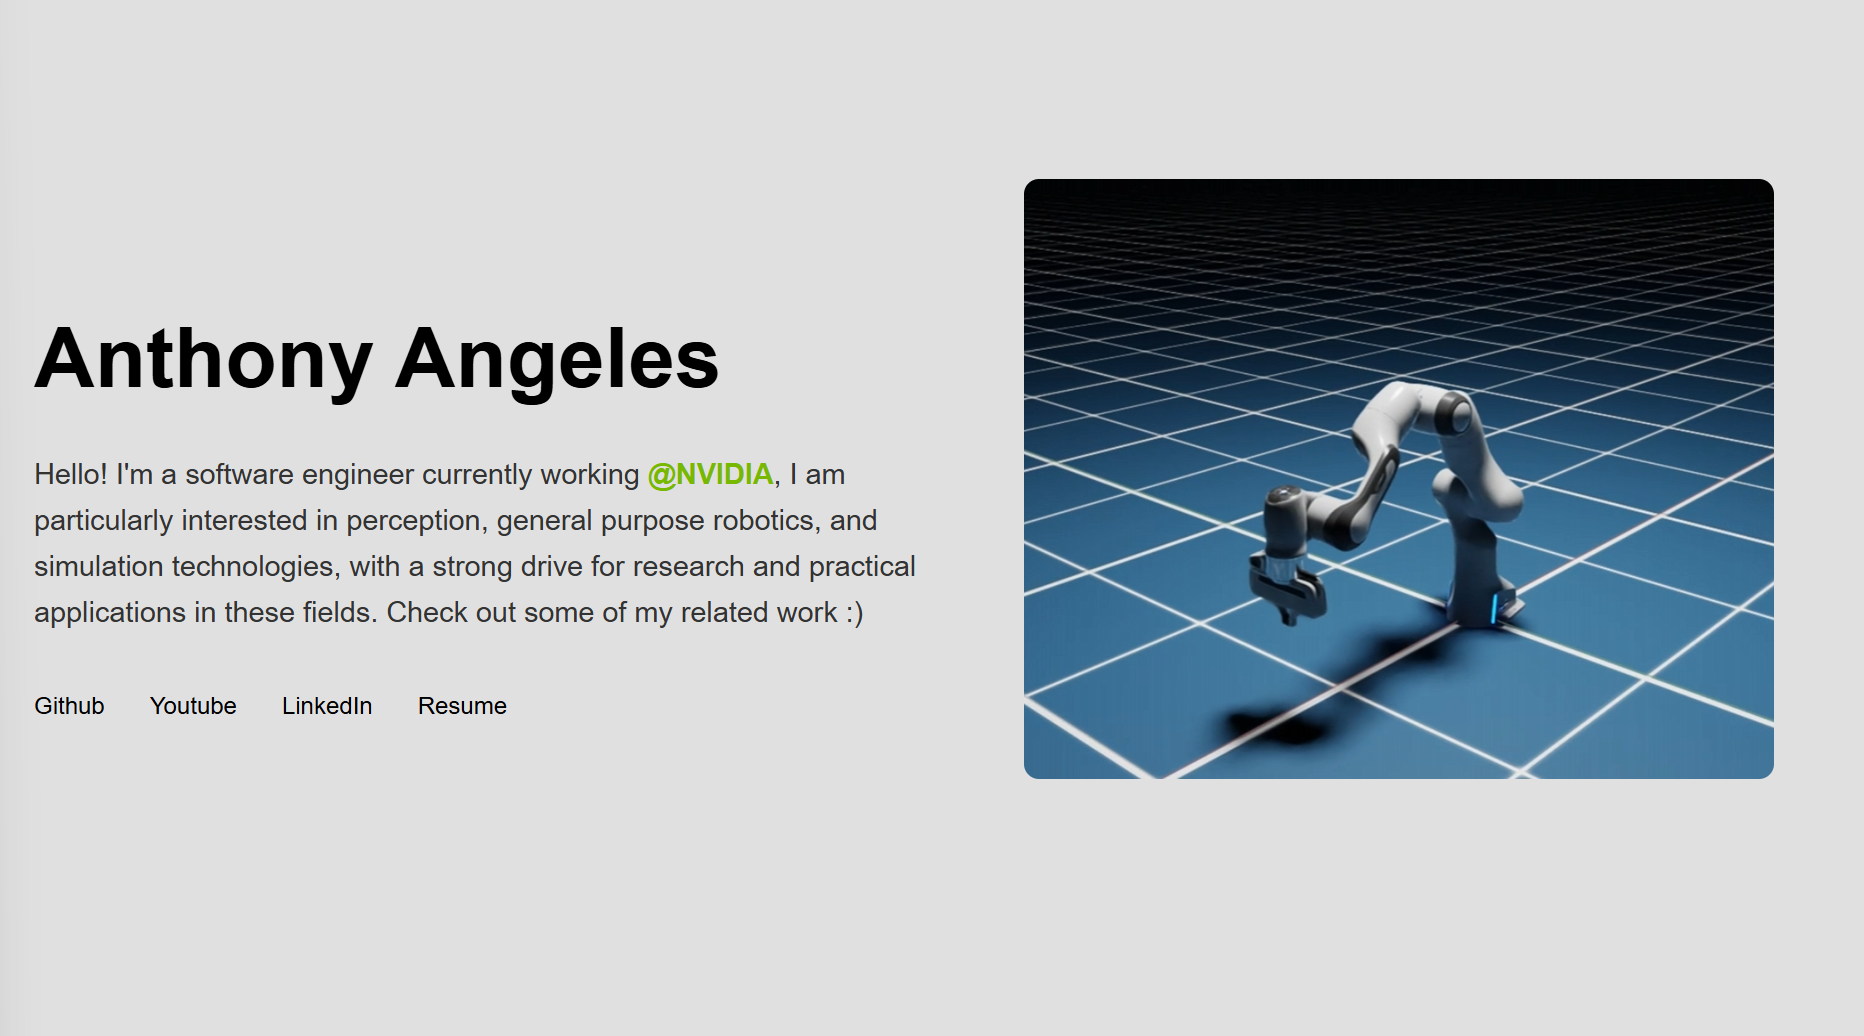 Anthony Angeles
Hello! I'm a software engineer currently working @NVIDIA, I am
particularly interested in perception, general purpose robotics, and
simulation technologies, with a strong drive for research and practical
applications in these fields. Check out some of my related work :)
Github Youtube LinkedIn Resume